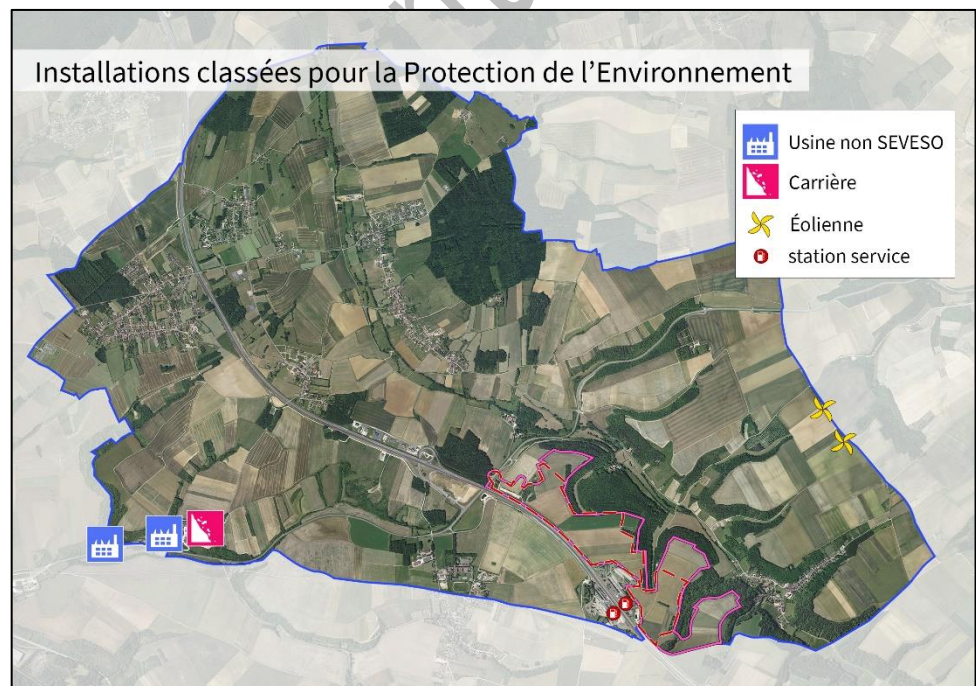 Installations classées pour la Protection de l'Environnement
Usine non SEVESO
Carrière
Éolienne
station service